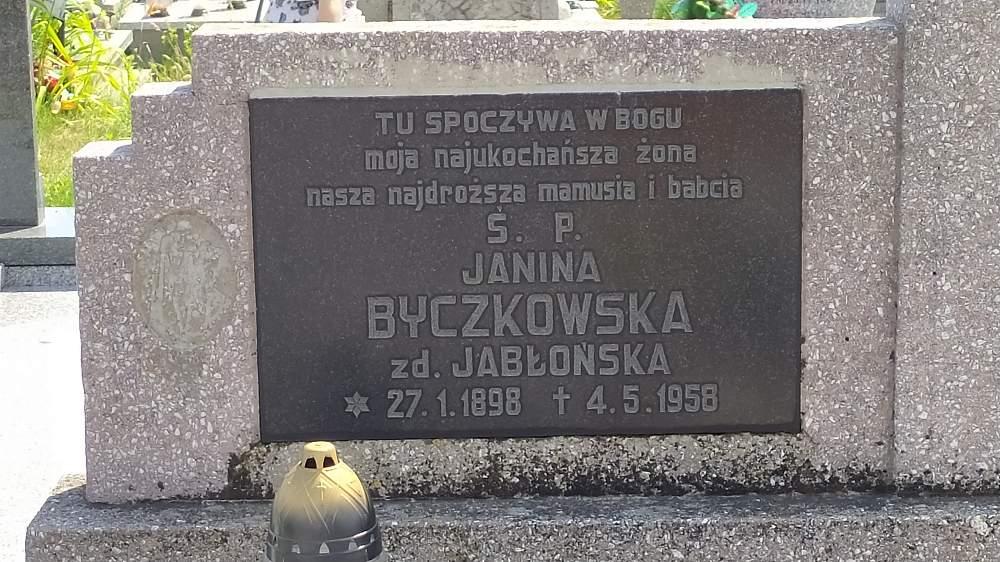 TU SPOCZYWA W BOGU
moja najukochańsza żona
nasza najdroższa mamusia i babcia
Ś. P.
JANINA
BYCZKOWSKA
zd. JABŁOŃSKA
✶ 27.1.1898 † 4.5.1958